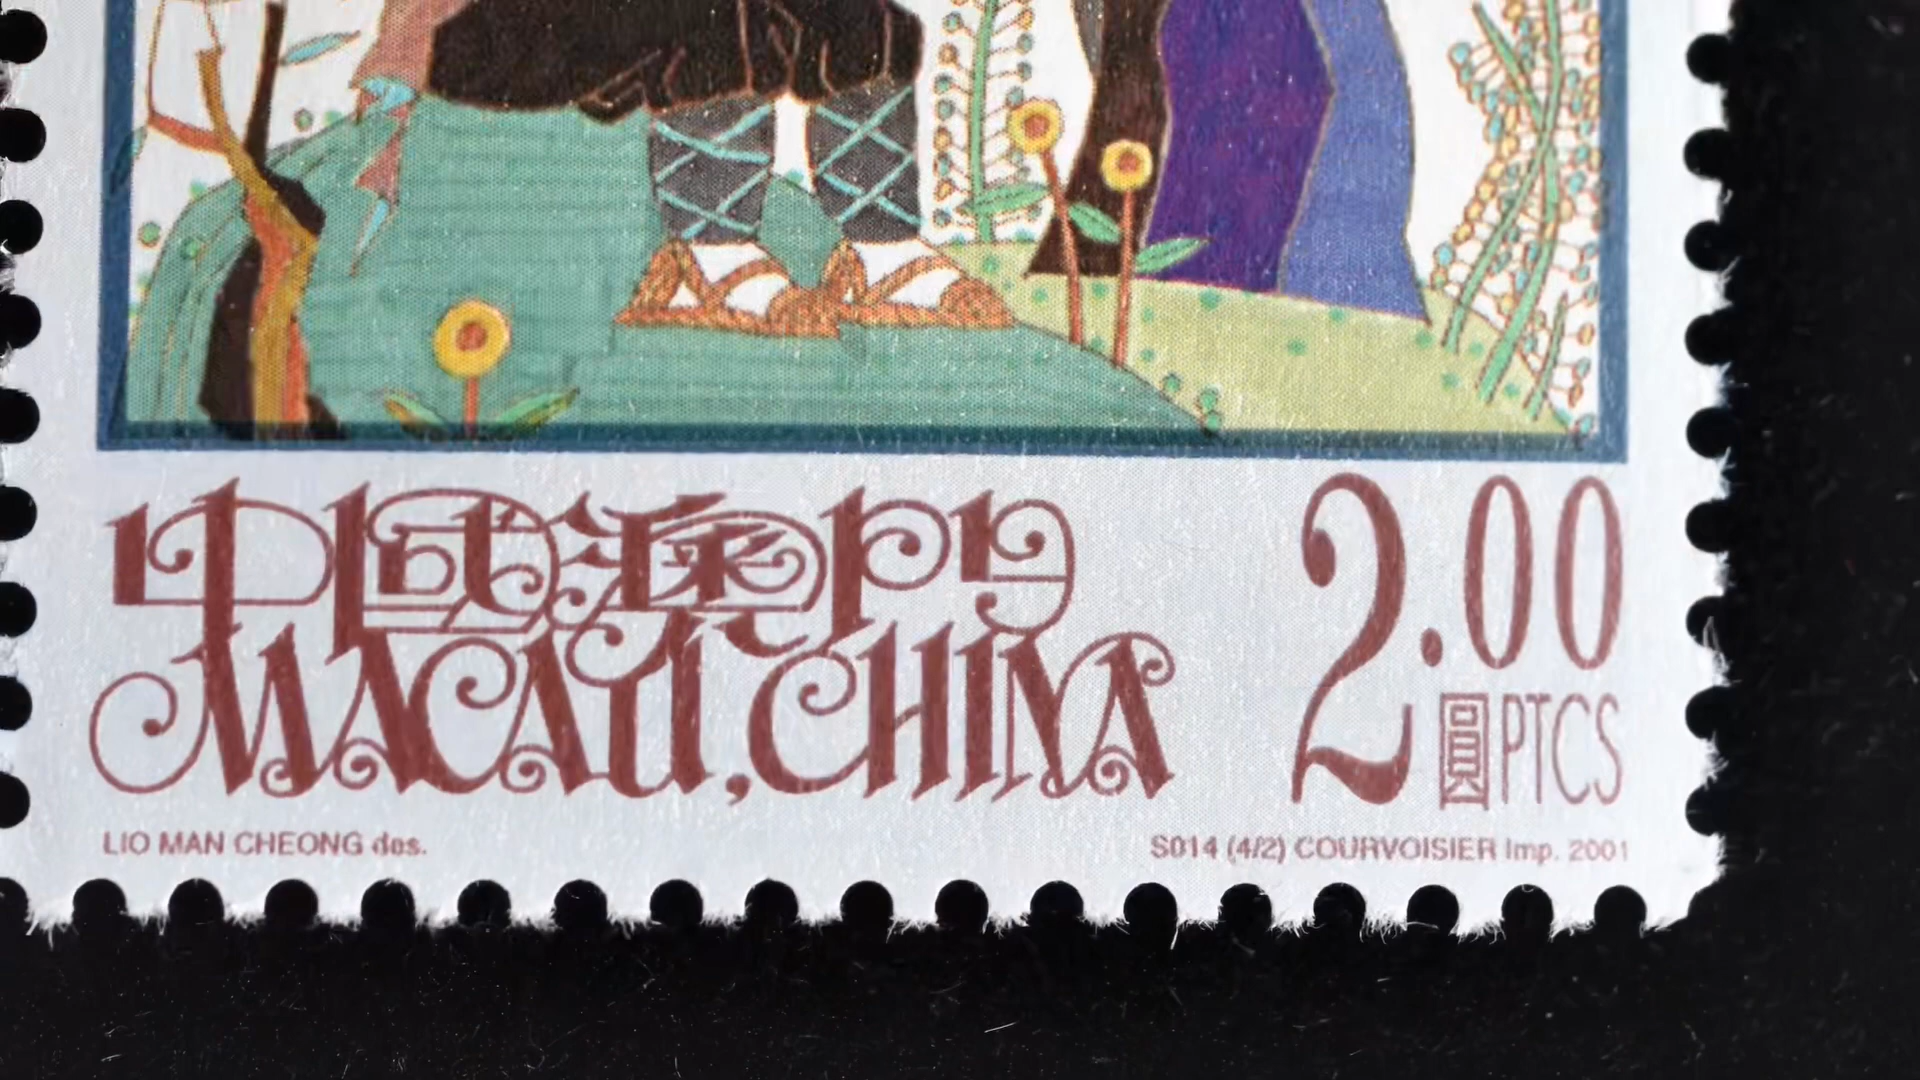 中國澳門
MACAU, CHINA
2.00
圓 PTCS
LIO MAN CHEONG des.
S014 (4/2) COURVOISIER Imp. 2001